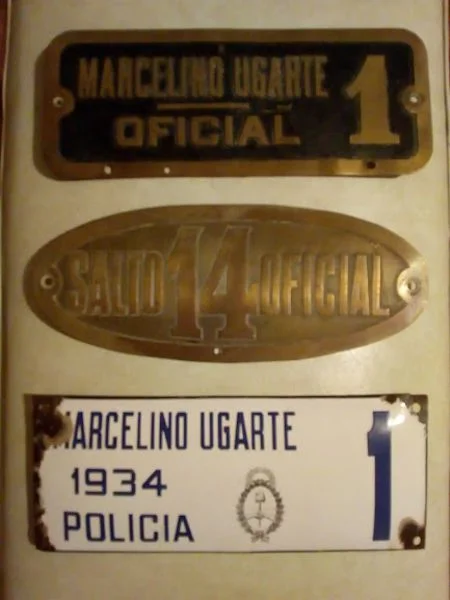 MARCELINO UGARTE 1
OFICIAL
SALTO 14 OFICIAL
MARCELINO UGARTE 1
1934
POLICIA